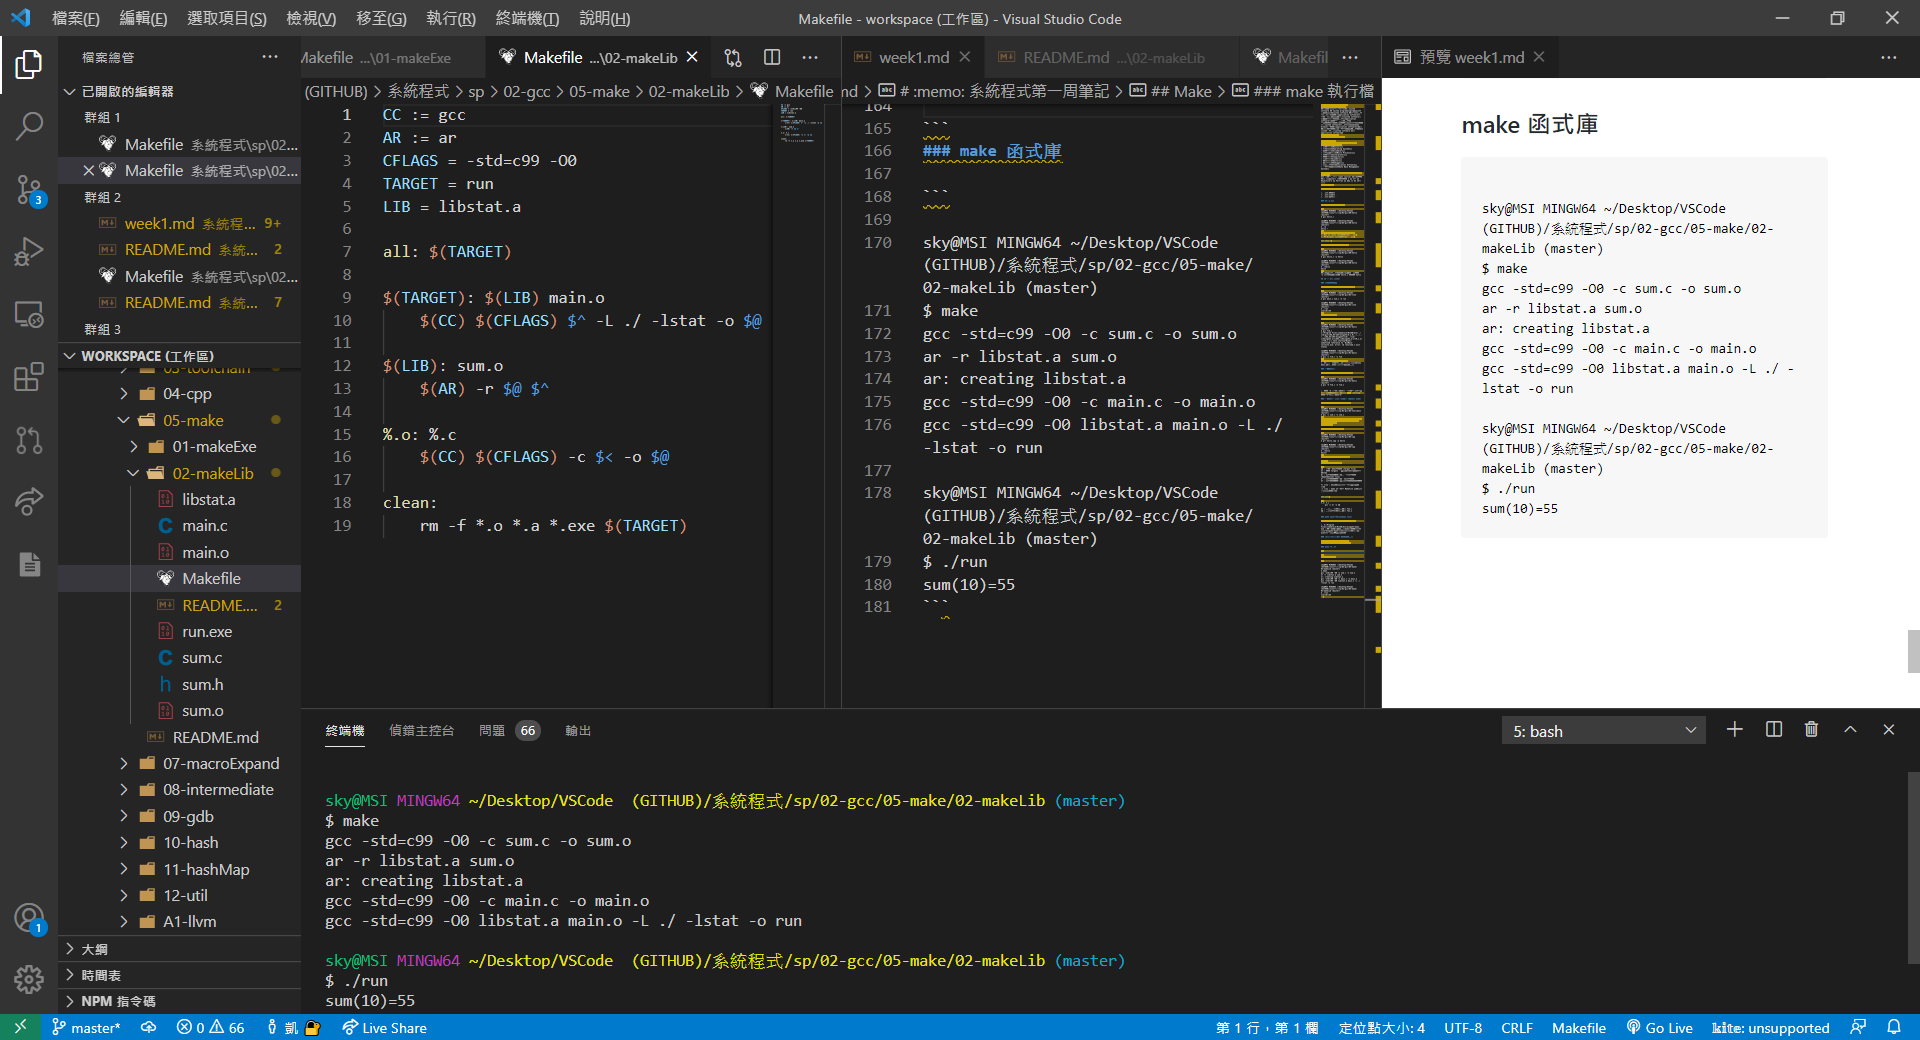 檔案(F) 編輯(E) 選取項目(S) 檢視(V) 移至(G) 執行(R) 終端機(T) 說明(H)
Makefile - workspace (工作區) - Visual Studio Code
檔案總管
已開啟的編輯器
群組 1
Makefile 系統程式\sp\02...
Makefile 系統程式\sp\02...
群組 2
week1.md 系統程... 9+
README.md 系統... 2
Makefile 系統程式\sp\02...
README.md 系統... 7
群組 3
WORKSPACE (工作區)
03-toolchain
04-cpp
05-make
01-makeExe
02-makeLib
libstat.a
main.c
main.o
Makefile
README.... 2
run.exe
sum.c
sum.h
sum.o
README.md
07-macroExpand
08-intermediate
09-gdb
10-hash
11-hashMap
12-util
A1-llvm
大綱
時間表
NPM 指令碼
3
1
Makefile ...\01-makeExe
Makefile ...\02-makeLib
(GITHUB) > 系統程式 > sp > 02-gcc > 05-make > 02-makeLib > Makefile
1 CC := gcc
2 AR := ar
3 CFLAGS = -std=c99 -O0
4 TARGET = run
5 LIB = libstat.a
6
7 all: $(TARGET)
8
9 $(TARGET): $(LIB) main.o
10 $(CC) $(CFLAGS) $^ -L ./ -lstat -o $@
11
12 $(LIB): sum.o
13 $(AR) -r $@ $^
14
15 %.o: %.c
16 $(CC) $(CFLAGS) -c $< -o $@
17
18 clean:
19 rm -f *.o *.a *.exe $(TARGET)
week1.md
README.md ...\02-makeLib
Makefil
nd > # :memo: 系統程式第一周筆記 > ## Make > ### make 執行檔
164
165 ```
166 ### make 函式庫
167
168 ```
169
170 sky@MSI MINGW64 ~/Desktop/VSCode
(GITHUB)/系統程式/sp/02-gcc/05-make/
02-makeLib (master)
171 $ make
172 gcc -std=c99 -O0 -c sum.c -o sum.o
173 ar -r libstat.a sum.o
174 ar: creating libstat.a
175 gcc -std=c99 -O0 -c main.c -o main.o
176 gcc -std=c99 -O0 libstat.a main.o -L ./
-lstat -o run
177
178 sky@MSI MINGW64 ~/Desktop/VSCode
(GITHUB)/系統程式/sp/02-gcc/05-make/
02-makeLib (master)
179 $ ./run
180 sum(10)=55
181 ```
預覽 week1.md
make 函式庫
sky@MSI MINGW64 ~/Desktop/VSCode
(GITHUB)/系統程式/sp/02-gcc/05-make/02-
makeLib (master)
$ make
gcc -std=c99 -O0 -c sum.c -o sum.o
ar -r libstat.a sum.o
ar: creating libstat.a
gcc -std=c99 -O0 -c main.c -o main.o
gcc -std=c99 -O0 libstat.a main.o -L ./ -
lstat -o run
sky@MSI MINGW64 ~/Desktop/VSCode
(GITHUB)/系統程式/sp/02-gcc/05-make/02-
makeLib (master)
$ ./run
sum(10)=55
終端機 偵錯主控台 問題 66 輸出
5: bash
sky@MSI MINGW64 ~/Desktop/VSCode (GITHUB)/系統程式/sp/02-gcc/05-make/02-makeLib (master)
$ make
gcc -std=c99 -O0 -c sum.c -o sum.o
ar -r libstat.a sum.o
ar: creating libstat.a
gcc -std=c99 -O0 -c main.c -o main.o
gcc -std=c99 -O0 libstat.a main.o -L ./ -lstat -o run
sky@MSI MINGW64 ~/Desktop/VSCode (GITHUB)/系統程式/sp/02-gcc/05-make/02-makeLib (master)
$ ./run
sum(10)=55
master* 0 66 凱 Live Share
第 1 行，第 1 欄 定位點大小: 4 UTF-8 CRLF Makefile Go Live kite: unsupported